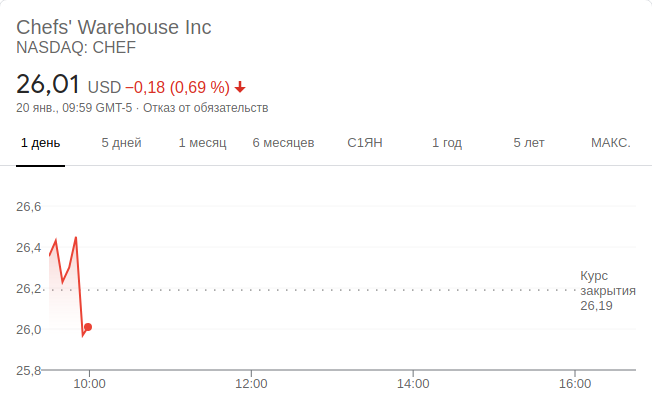 Chefs' Warehouse Inc
NASDAQ: CHEF
26,01 USD −0,18 (0,69 %)
20 янв., 09:59 GMT-5 · Отказ от обязательств
1 день 5 дней 1 месяц 6 месяцев С1ЯН 1 год 5 лет МАКС.
26,6
26,4
26,2
26,0
25,8
Курс
закрытия
26,19
10:00 12:00 14:00 16:00